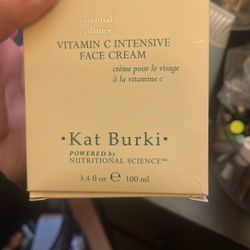 essential
radiance
VITAMIN C INTENSIVE
FACE CREAM
crème pour le visage
à la vitamine c
·Kat Burki·
POWERED by
NUTRITIONAL SCIENCE™
3.4 fl oz ℮ 100 ml